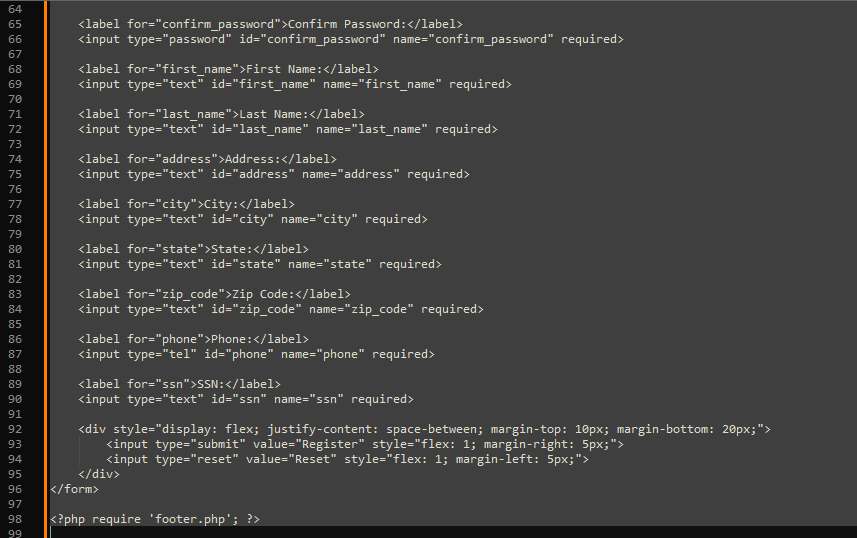 64
65 <label for="confirm_password">Confirm Password:</label>
66 <input type="password" id="confirm_password" name="confirm_password" required>
67
68 <label for="first_name">First Name:</label>
69 <input type="text" id="first_name" name="first_name" required>
70
71 <label for="last_name">Last Name:</label>
72 <input type="text" id="last_name" name="last_name" required>
73
74 <label for="address">Address:</label>
75 <input type="text" id="address" name="address" required>
76
77 <label for="city">City:</label>
78 <input type="text" id="city" name="city" required>
79
80 <label for="state">State:</label>
81 <input type="text" id="state" name="state" required>
82
83 <label for="zip_code">Zip Code:</label>
84 <input type="text" id="zip_code" name="zip_code" required>
85
86 <label for="phone">Phone:</label>
87 <input type="tel" id="phone" name="phone" required>
88
89 <label for="ssn">SSN:</label>
90 <input type="text" id="ssn" name="ssn" required>
91
92 <div style="display: flex; justify-content: space-between; margin-top: 10px; margin-bottom: 20px;">
93 <input type="submit" value="Register" style="flex: 1; margin-right: 5px;">
94 <input type="reset" value="Reset" style="flex: 1; margin-left: 5px;">
95 </div>
96 </form>
97
98 <?php require 'footer.php'; ?>
99